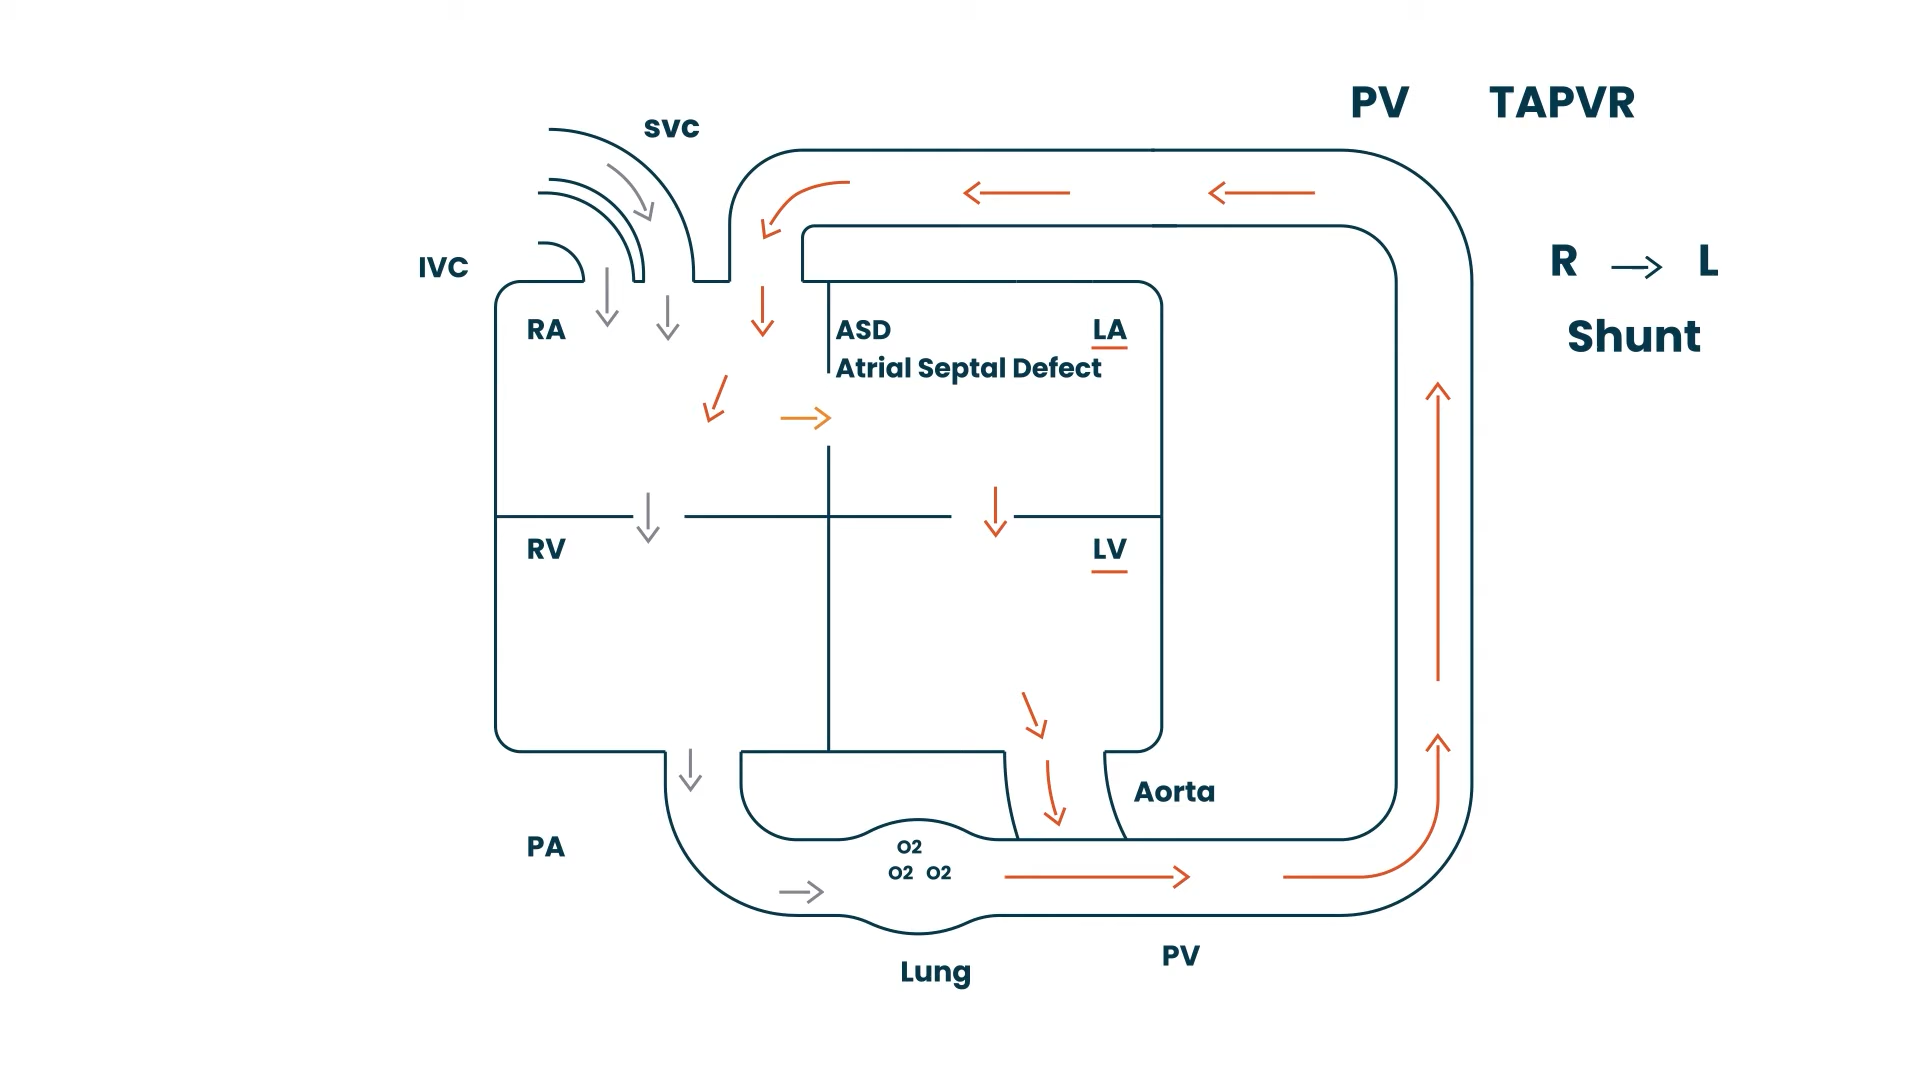 PV TAPVR
svc
IVC
R → L
Shunt
RA
ASD
LA
Atrial Septal Defect
RV
LV
Aorta
PA
O2
O2 O2
PV
Lung